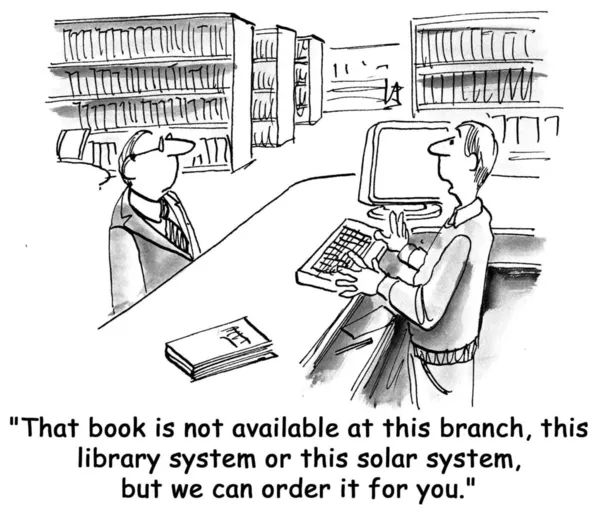 "That book is not available at this branch, this
library system or this solar system,
but we can order it for you."